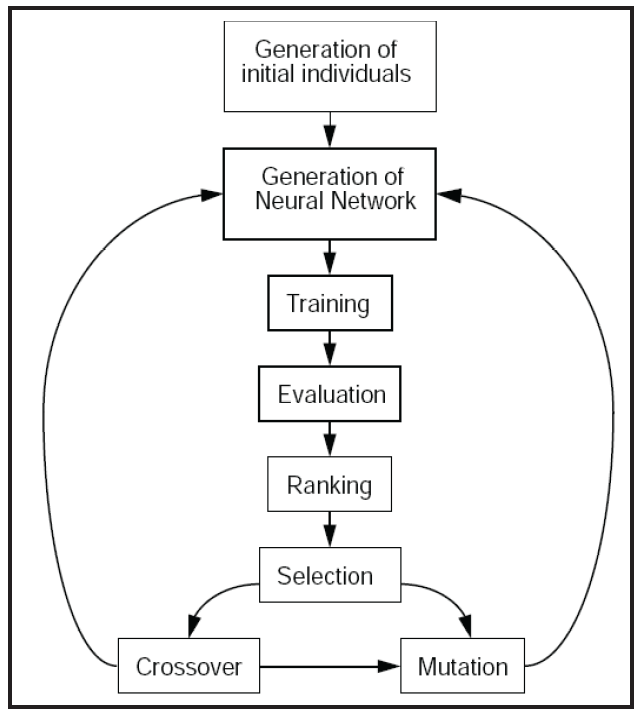 Generation of
initial individuals
Generation of
Neural Network
Training
Evaluation
Ranking
Selection
Crossover
Mutation